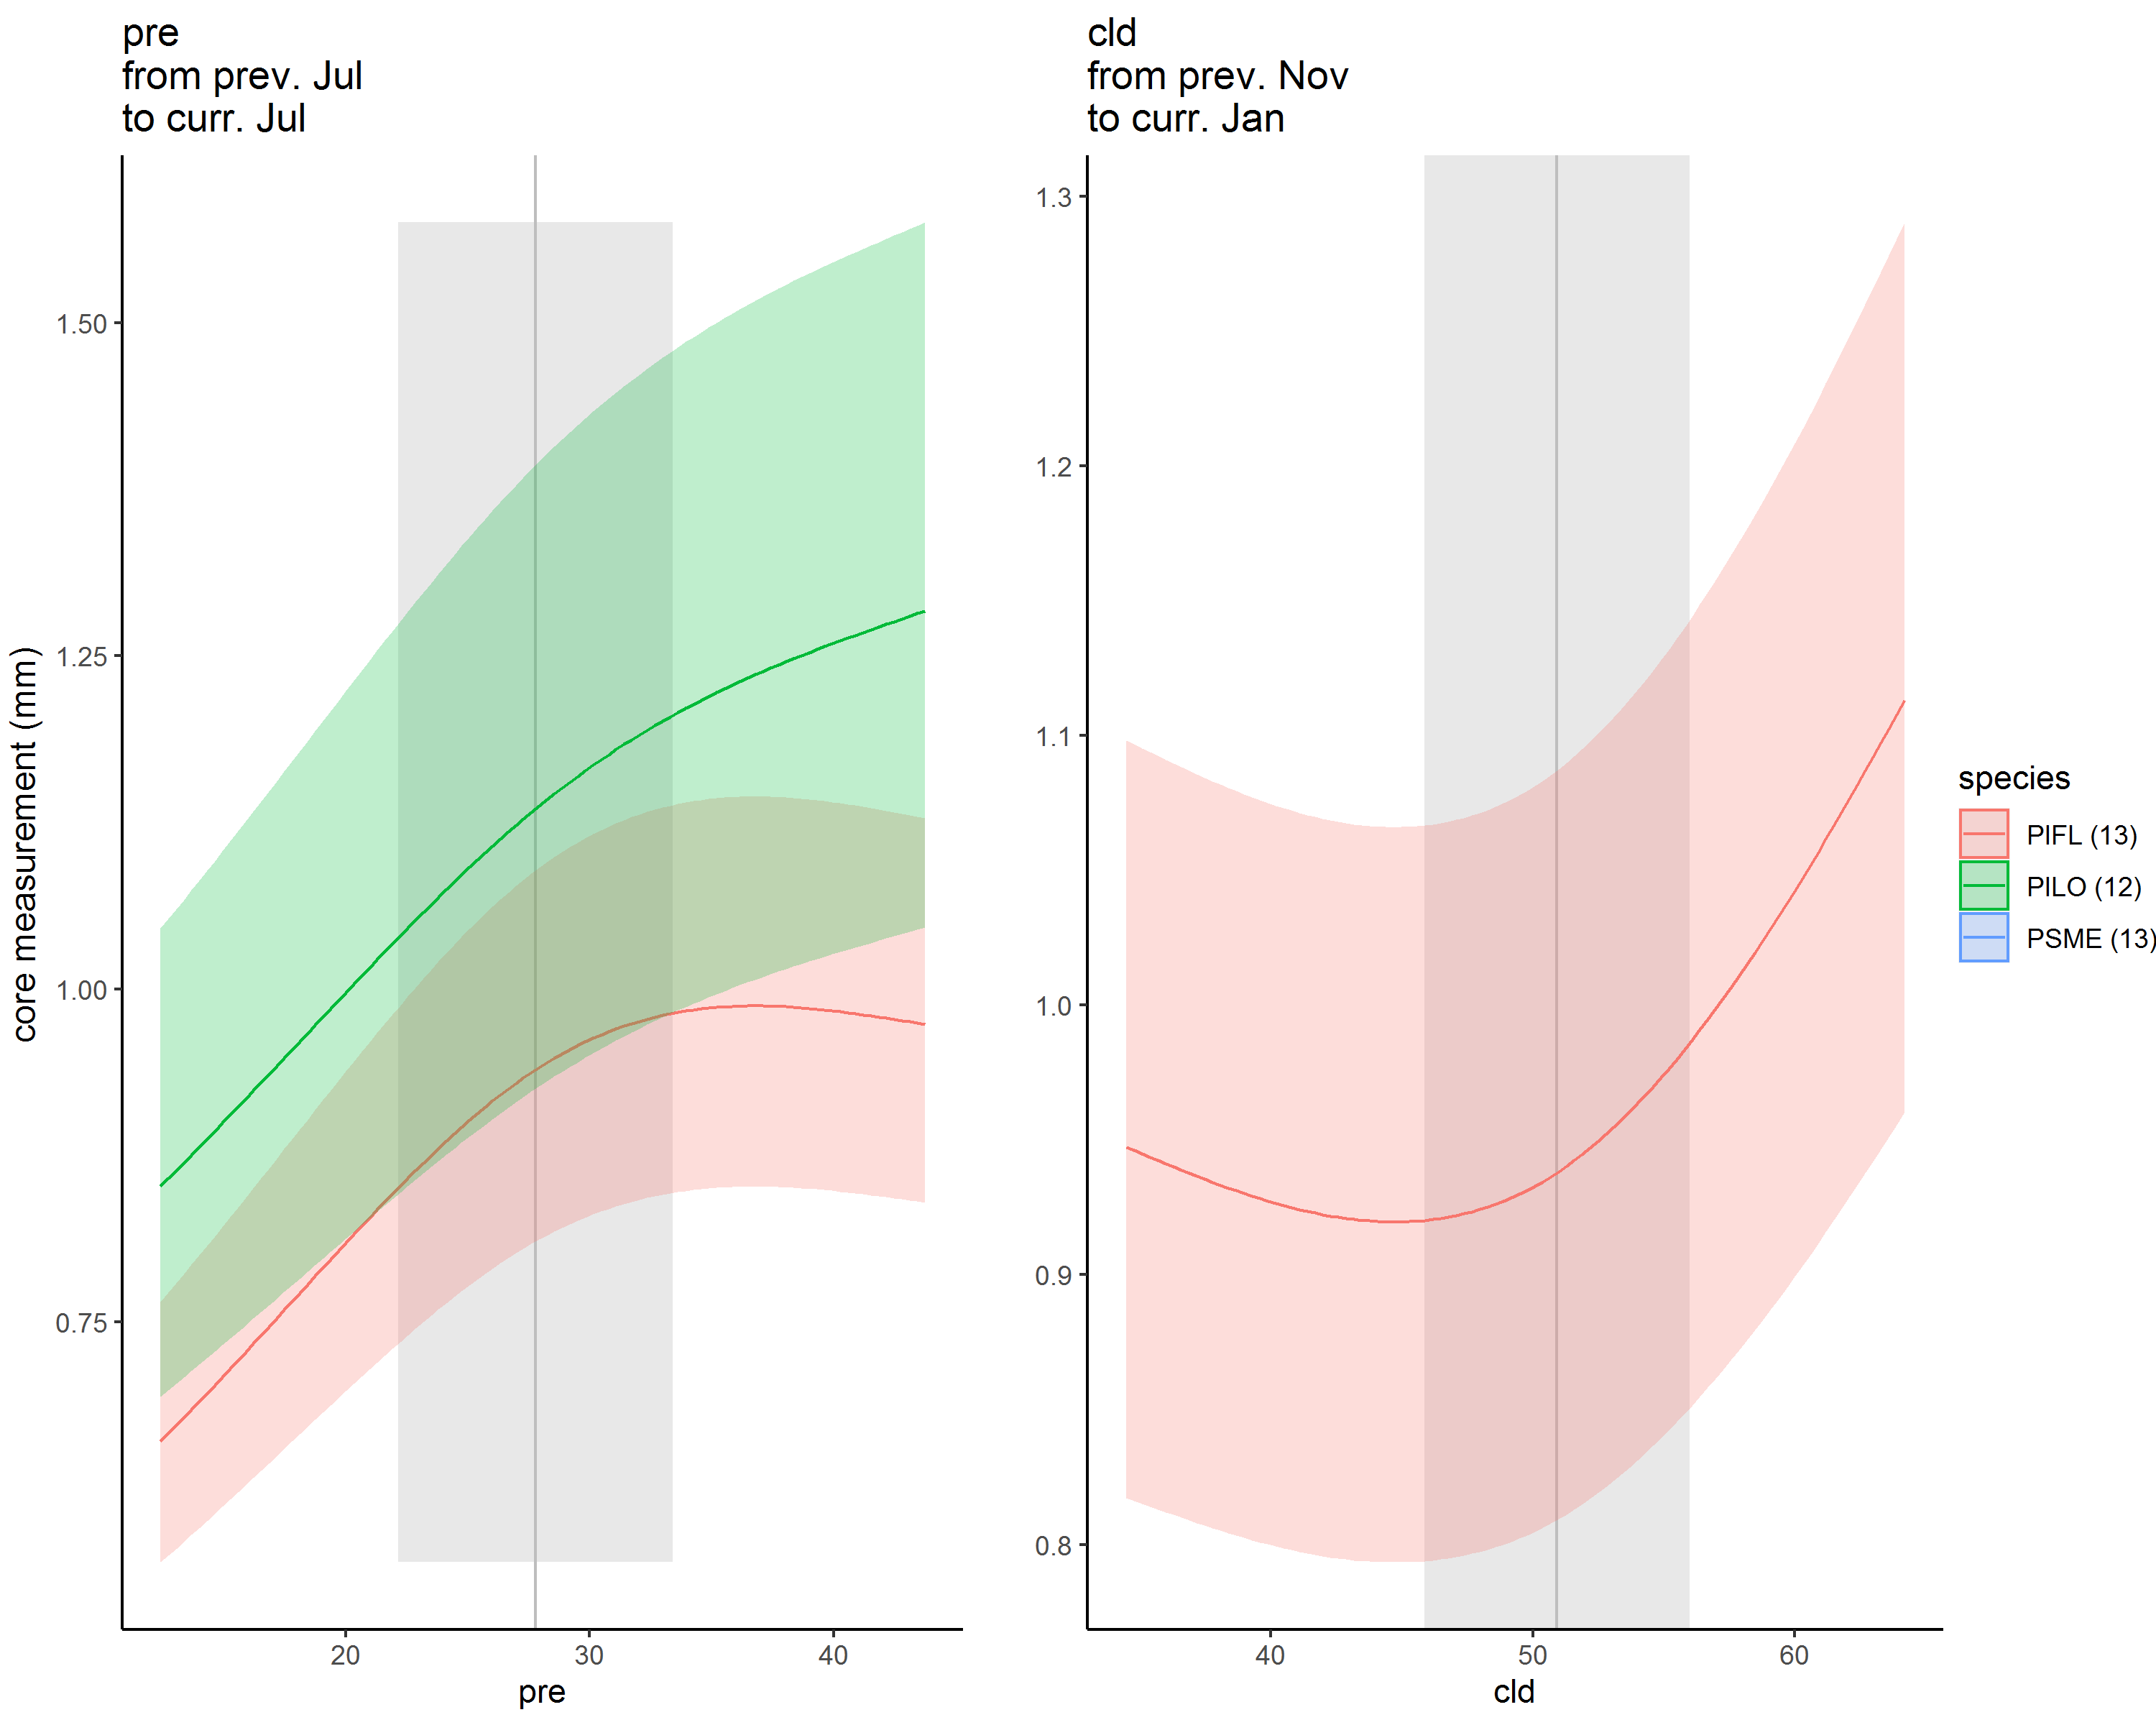 pre
from prev. Jul
to curr. Jul
cld
from prev. Nov
to curr. Jan
core measurement (mm)
1.50
1.25
1.00
0.75
20 30 40
pre
1.3
1.2
1.1
1.0
0.9
0.8
40 50 60
cld
species
PIFL (13)
PILO (12)
PSME (13)